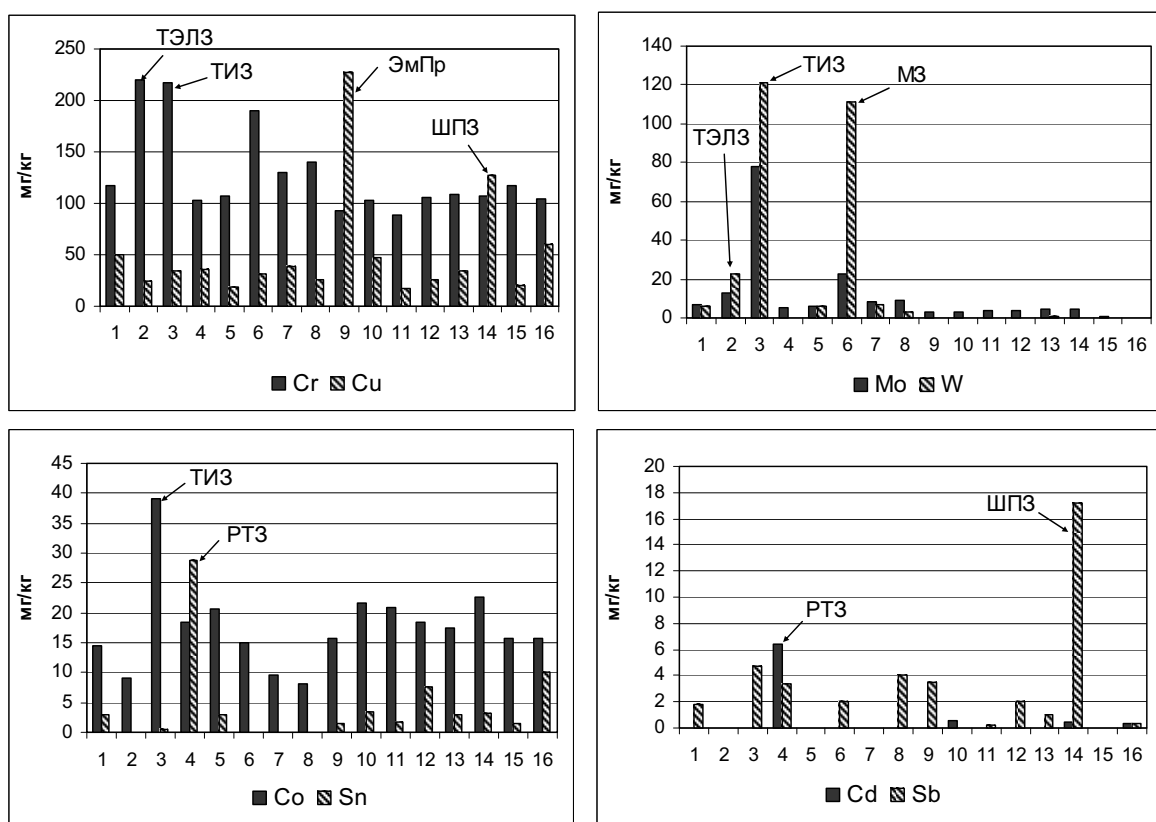 ТЭЛЗ
ТИЗ
ЭмПр
ШПЗ
мг/кг
250
200
150
100
50
0
1 2 3 4 5 6 7 8 9 10 11 12 13 14 15 16
Cr Cu
ТИЗ
МЗ
ТЭЛЗ
мг/кг
140
120
100
80
60
40
20
0
1 2 3 4 5 6 7 8 9 10 11 12 13 14 15 16
Mo W
ТИЗ
РТЗ
мг/кг
45
40
35
30
25
20
15
10
5
0
1 2 3 4 5 6 7 8 9 10 11 12 13 14 15 16
Co Sn
ШПЗ
РТЗ
мг/кг
20
18
16
14
12
10
8
6
4
2
0
1 2 3 4 5 6 7 8 9 10 11 12 13 14 15 16
Cd Sb